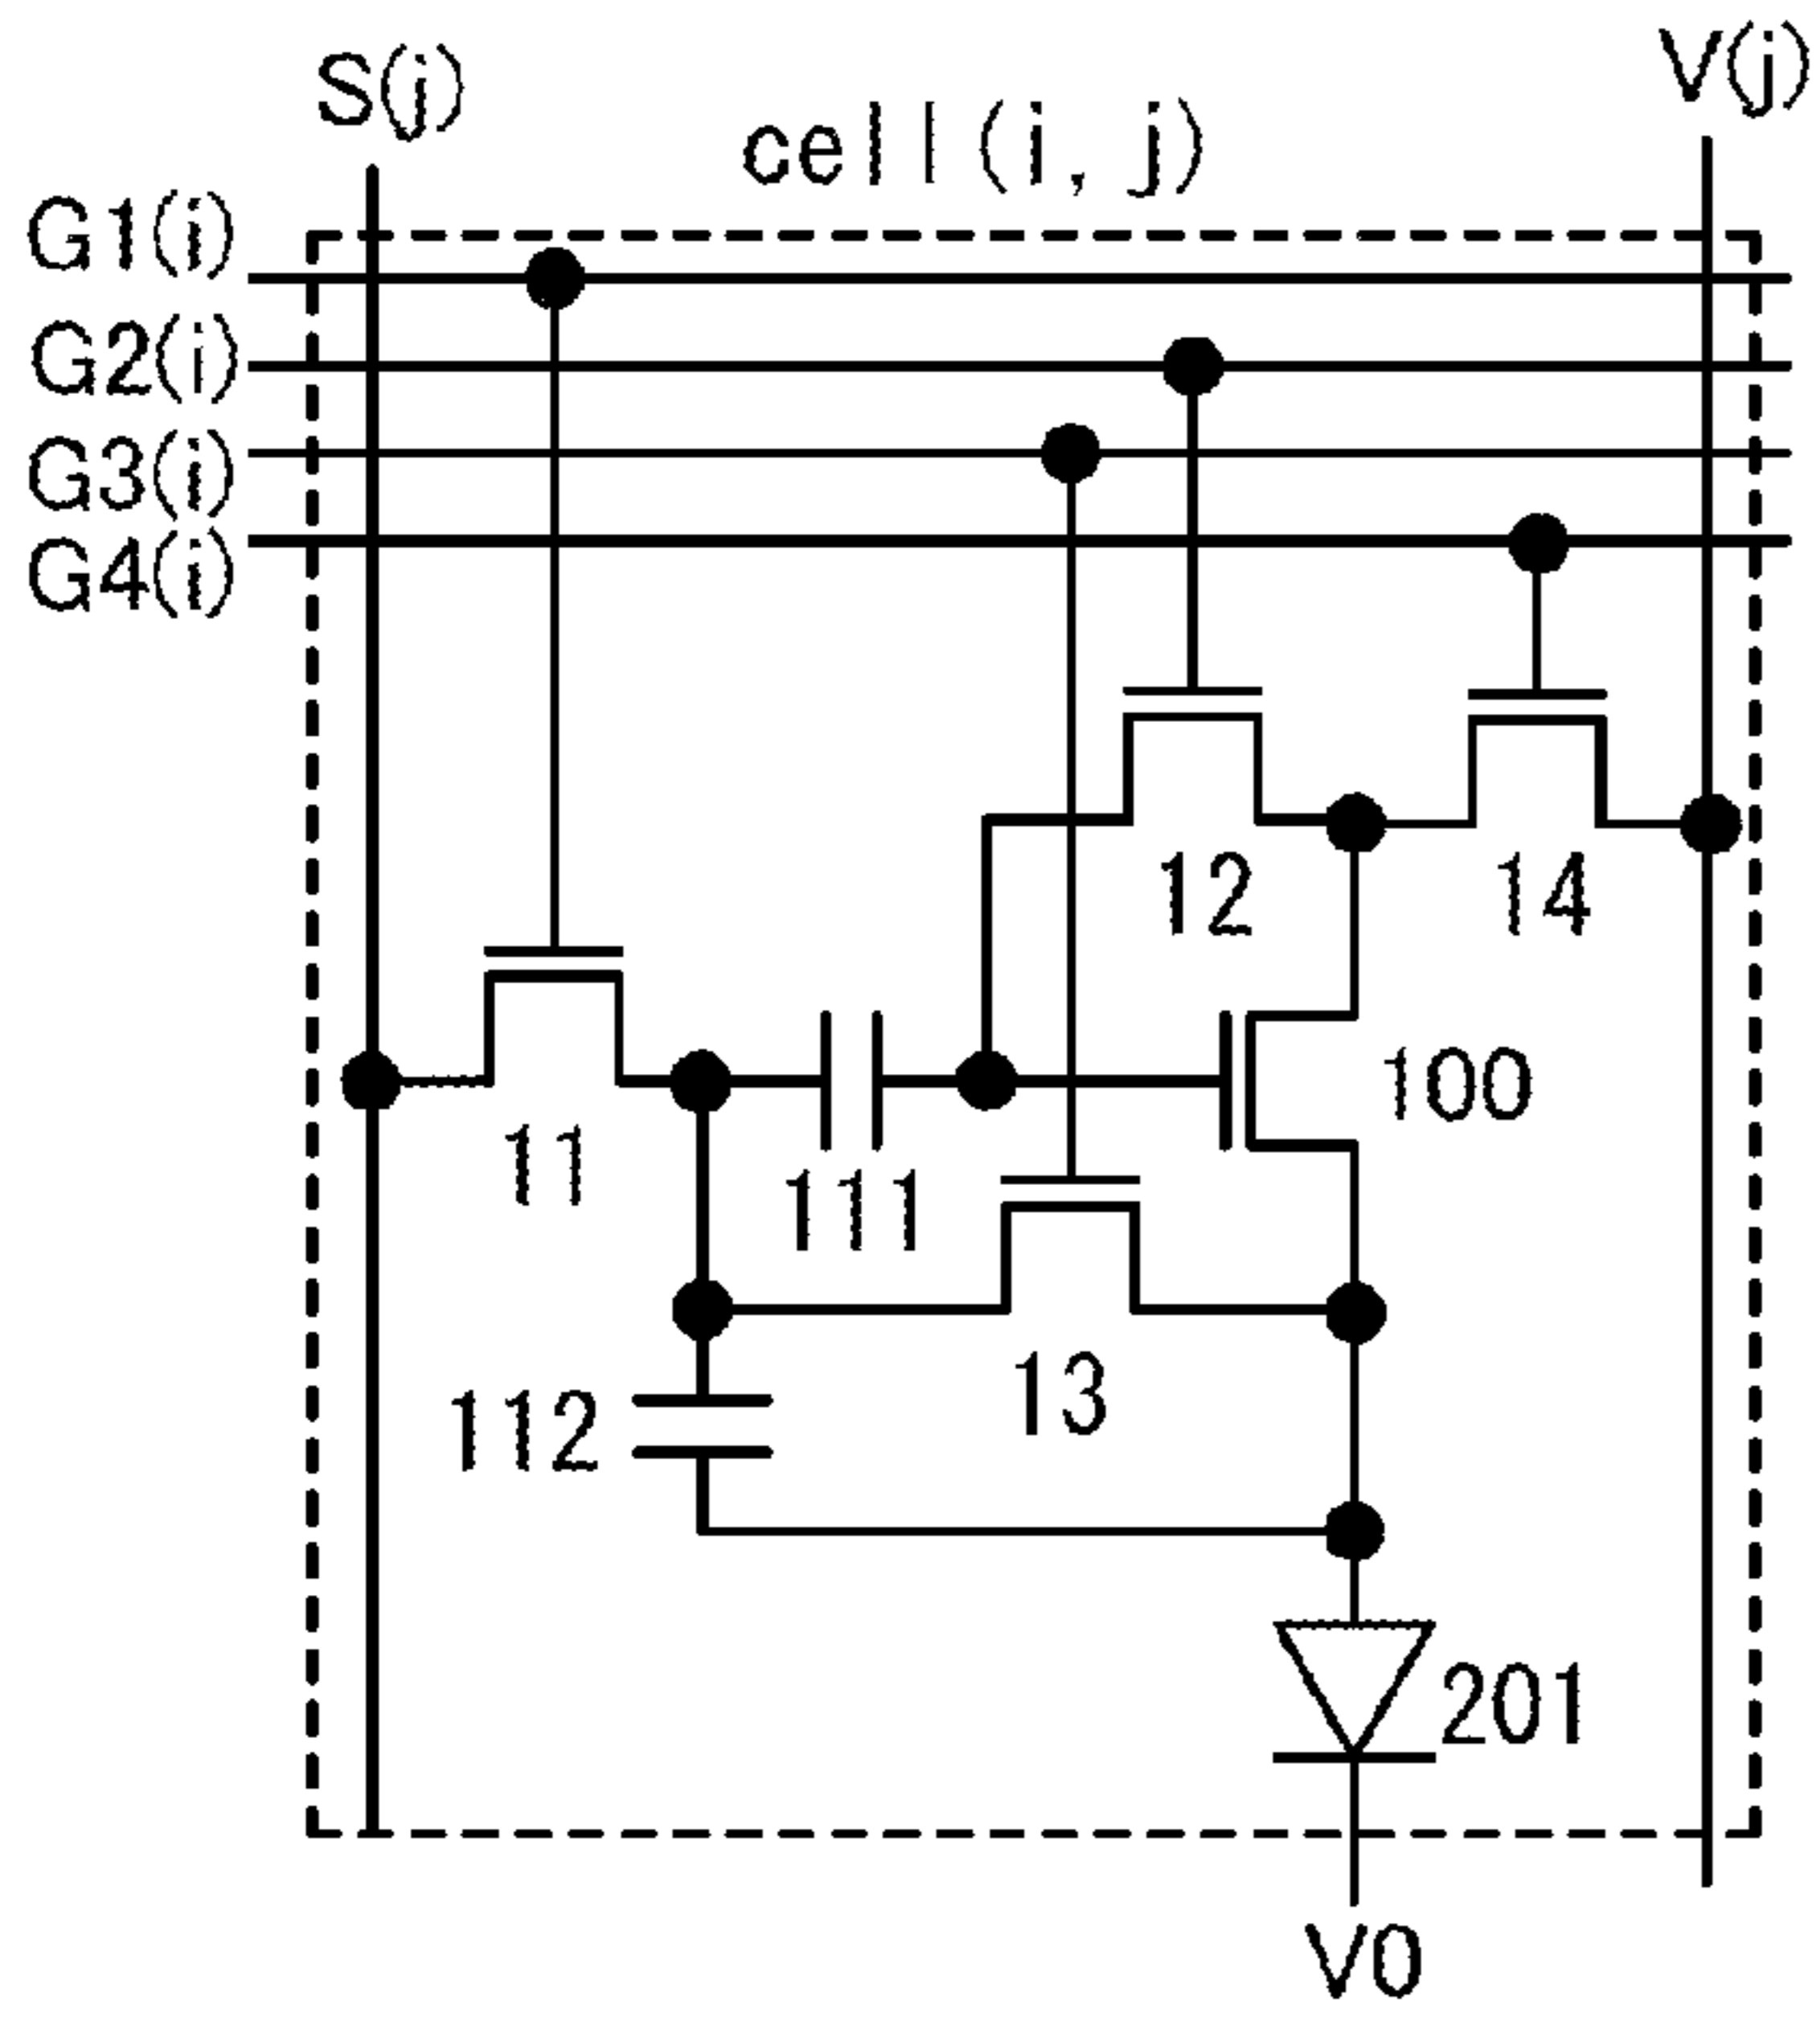 S(j)
V(j)
cell(i, j)
G1(i)
G2(i)
G3(i)
G4(i)
12
14
100
11
111
13
112
201
V0